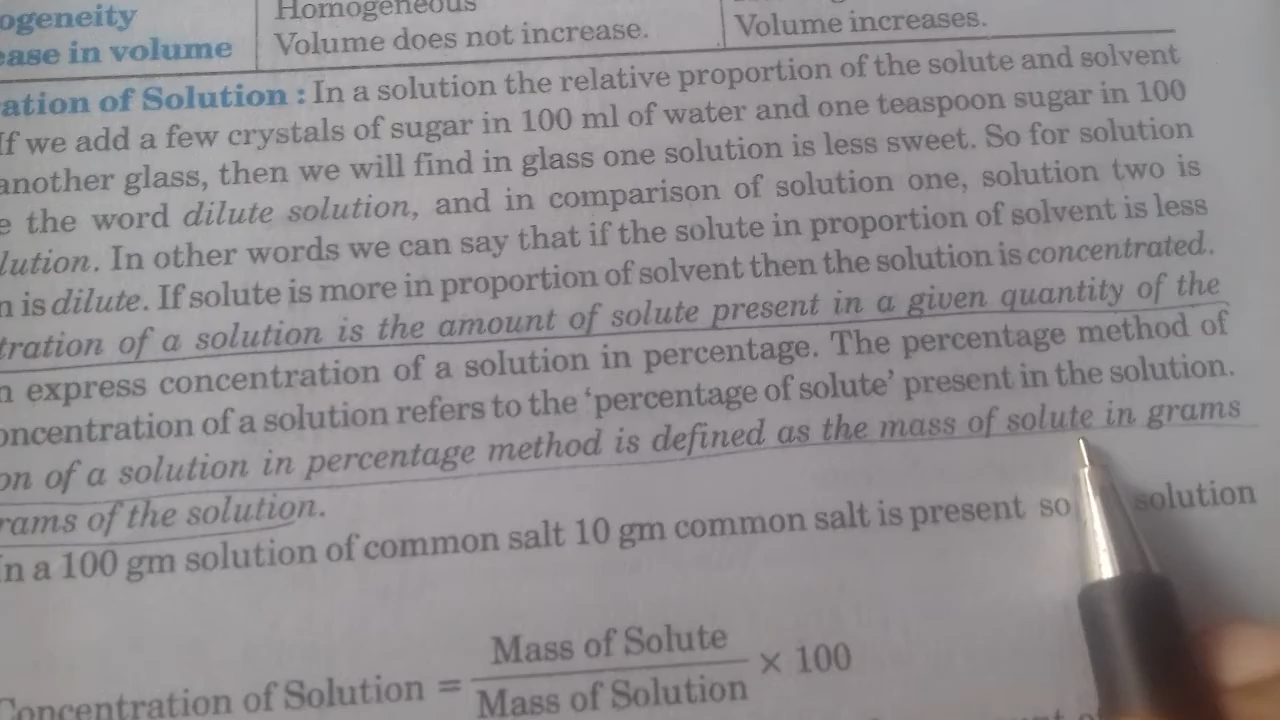 ogeneity Homogeneous
ease in volume Volume does not increase. Volume increases.
ation of Solution : In a solution the relative proportion of the solute and solvent
If we add a few crystals of sugar in 100 ml of water and one teaspoon sugar in 100
another glass, then we will find in glass one solution is less sweet. So for solution
e the word dilute solution, and in comparison of solution one, solution two is
lution. In other words we can say that if the solute in proportion of solvent is less
n is dilute. If solute is more in proportion of solvent then the solution is concentrated.
tration of a solution is the amount of solute present in a given quantity of the
n express concentration of a solution in percentage. The percentage method of
oncentration of a solution refers to the ‘percentage of solute’ present in the solution.
on of a solution in percentage method is defined as the mass of solute in grams
rams of the solution.
In a 100 gm solution of common salt 10 gm common salt is present so solution
Concentration of Solution = Mass of Solute / Mass of Solution × 100